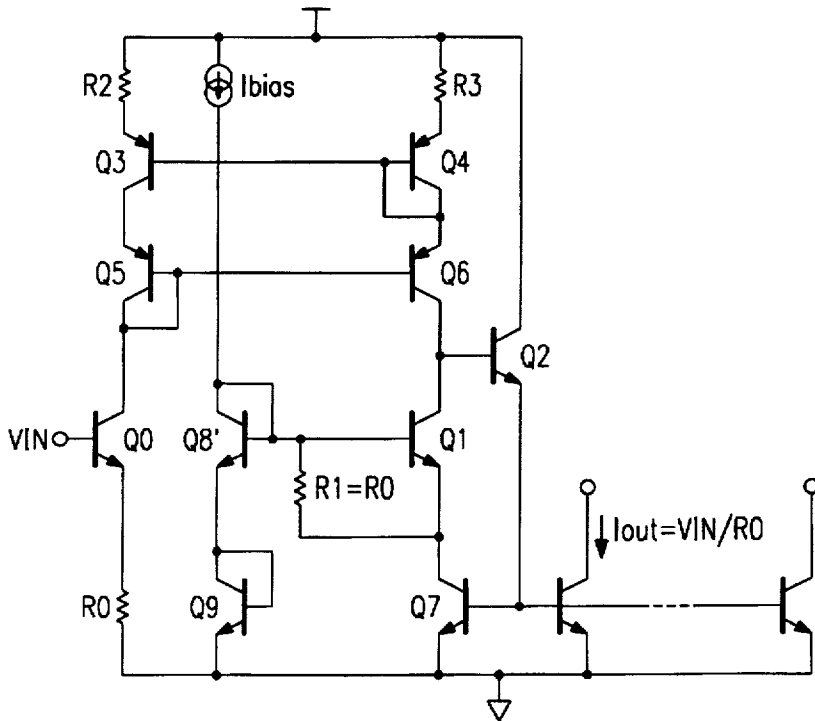 R2
Ibias
R3
Q3
Q4
Q5
Q6
Q2
VIN
Q0
Q8'
Q1
R1=R0
Iout=VIN/R0
R0
Q9
Q7